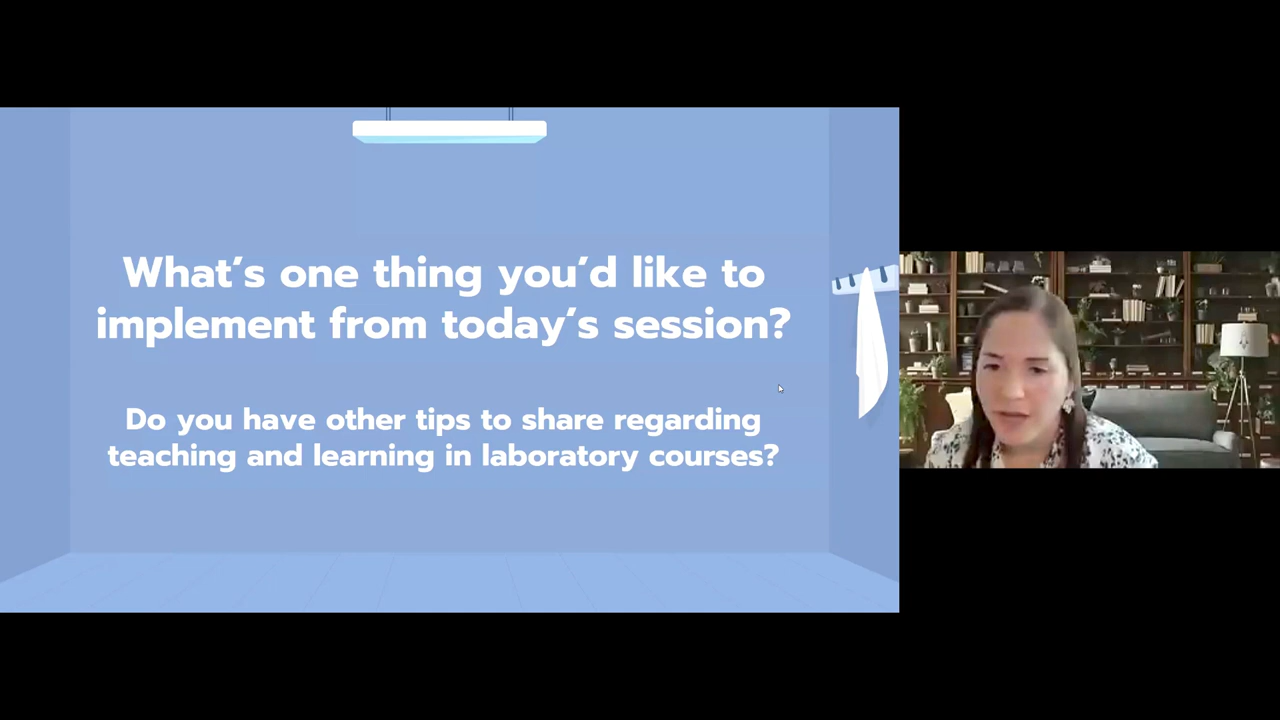 What’s one thing you’d like to
implement from today’s session?
Do you have other tips to share regarding
teaching and learning in laboratory courses?